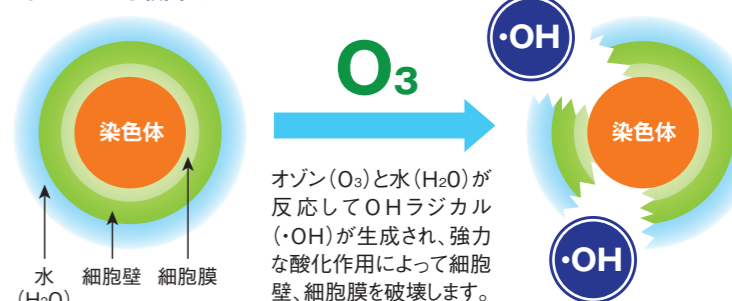 ·OH
O₃
染色体
染色体
オゾン(O₃)と水(H₂O)が
反応してOHラジカル
(・OH)が生成され、強力
な酸化作用によって細胞
壁、細胞膜を破壊します。
水
(H₂O)
細胞壁
細胞膜
·OH